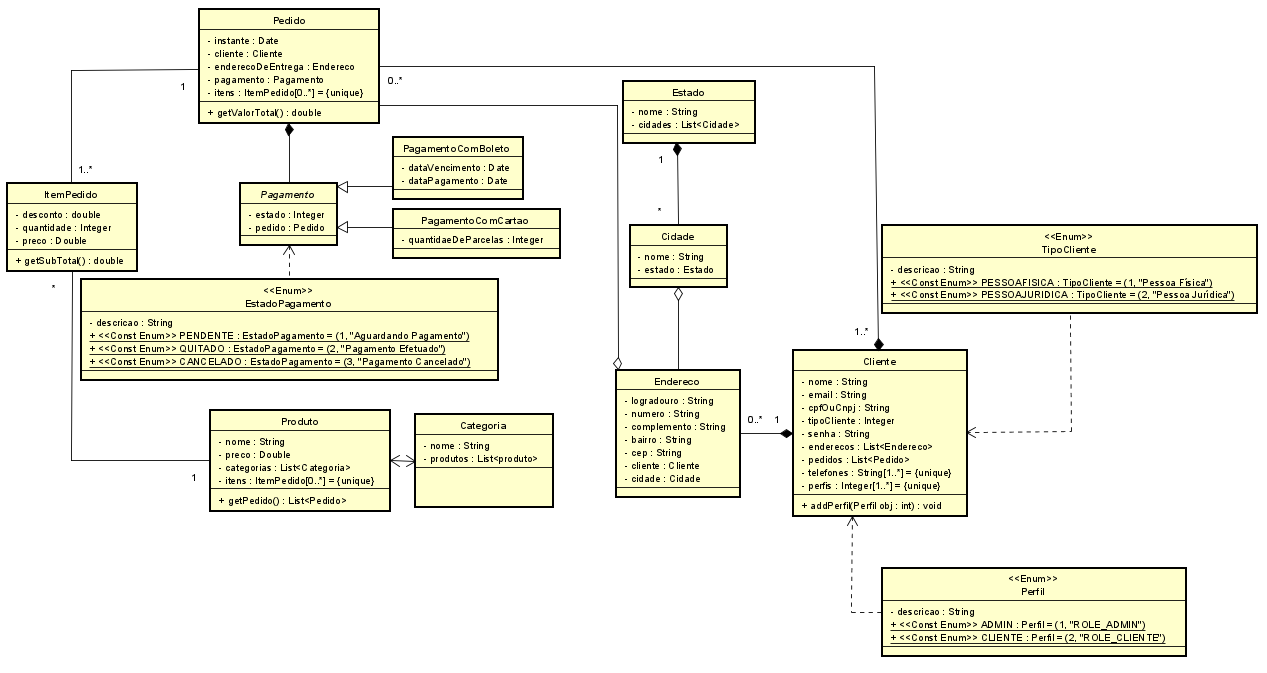 Pedido
- instante : Date
- cliente : Cliente
- enderecoDeEntrega : Endereco
- pagamento : Pagamento
- itens : ItemPedido[0..*] = {unique}
+ getValorTotal() : double
1
0..*
1..*
Estado
- nome : String
- cidades : List<Cidade>
1
*
PagamentoComBoleto
- dataVencimento : Date
- dataPagamento : Date
ItemPedido
- desconto : double
- quantidade : Integer
- preco : Double
+ getSubTotal() : double
*
Pagamento
- estado : Integer
- pedido : Pedido
PagamentoComCartao
- quantidaeDeParcelas : Integer
Cidade
- nome : String
- estado : Estado
<<Enum>>
TipoCliente
- descricao : String
+ <<Const Enum>> PESSOAFISICA : TipoCliente = (1, "Pessoa Física")
+ <<Const Enum>> PESSOAJURIDICA : TipoCliente = (2, "Pessoa Jurídica")
<<Enum>>
EstadoPagamento
- descricao : String
+ <<Const Enum>> PENDENTE : EstadoPagamento = (1, "Aguardando Pagamento")
+ <<Const Enum>> QUITADO : EstadoPagamento = (2, "Pagamento Efetuado")
+ <<Const Enum>> CANCELADO : EstadoPagamento = (3, "Pagamento Cancelado")
1..*
Cliente
- nome : String
- email : String
- cpfOuCnpj : String
- tipoCliente : Integer
- senha : String
- enderecos : List<Endereco>
- pedidos : List<Pedido>
- telefones : String[1..*] = {unique}
- perfis : Integer[1..*] = {unique}
+ addPerfil(Perfil obj : int) : void
Endereco
- logradouro : String
- numero : String
- complemento : String
- bairro : String
- cep : String
- cliente : Cliente
- cidade : Cidade
0..*
1
Produto
- nome : String
- preco : Double
- categorias : List<Categoria>
- itens : ItemPedido[0..*] = {unique}
+ getPedido() : List<Pedido>
1
Categoria
- nome : String
- produtos : List<produto>
<<Enum>>
Perfil
- descricao : String
+ <<Const Enum>> ADMIN : Perfil = (1, "ROLE_ADMIN")
+ <<Const Enum>> CLIENTE : Perfil = (2, "ROLE_CLIENTE")